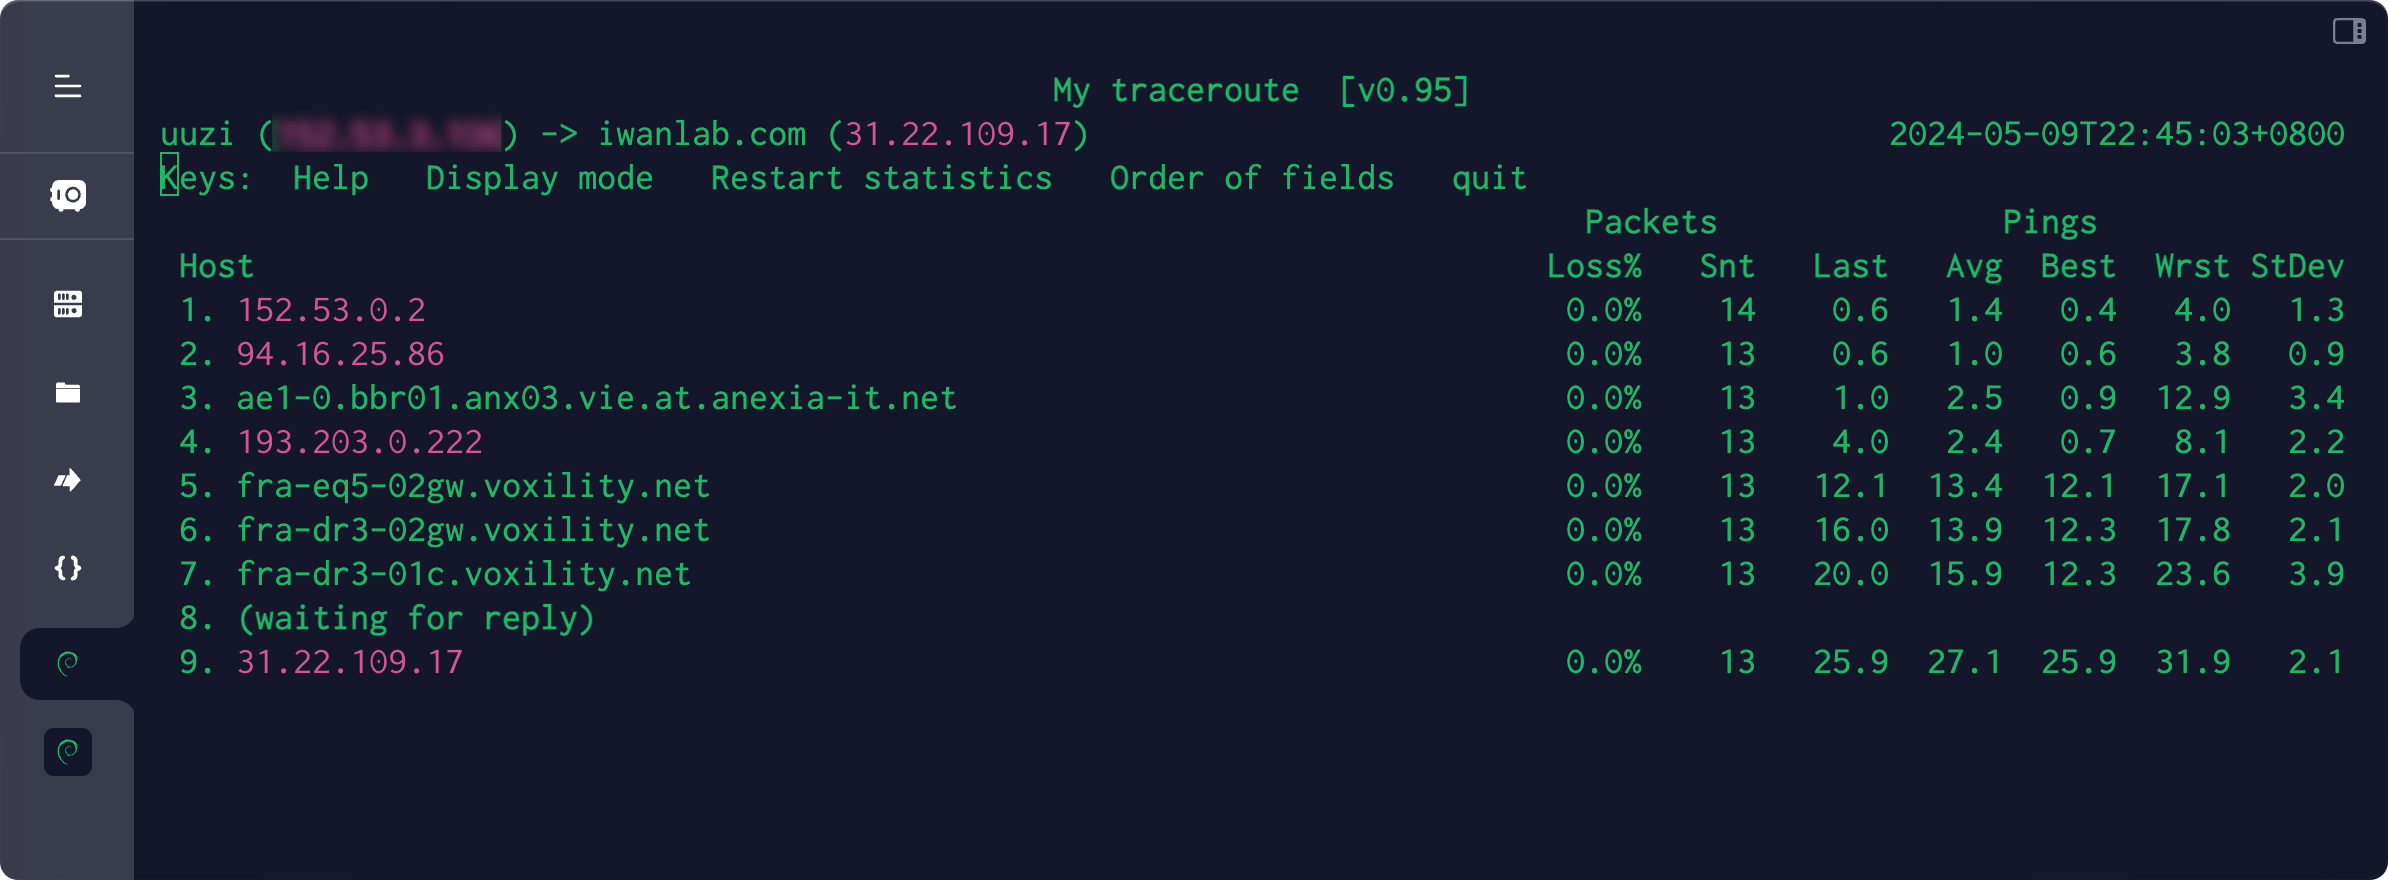 My traceroute [v0.95]
uuzi () -> iwanlab.com (31.22.109.17) 2024-05-09T22:45:03+0800
Keys: Help Display mode Restart statistics Order of fields quit
Packets Pings
Host Loss% Snt Last Avg Best Wrst StDev
1. 152.53.0.2 0.0% 14 0.6 1.4 0.4 4.0 1.3
2. 94.16.25.86 0.0% 13 0.6 1.0 0.6 3.8 0.9
3. ae1-0.bbr01.anx03.vie.at.anexia-it.net 0.0% 13 1.0 2.5 0.9 12.9 3.4
4. 193.203.0.222 0.0% 13 4.0 2.4 0.7 8.1 2.2
5. fra-eq5-02gw.voxility.net 0.0% 13 12.1 13.4 12.1 17.1 2.0
6. fra-dr3-02gw.voxility.net 0.0% 13 16.0 13.9 12.3 17.8 2.1
7. fra-dr3-01c.voxility.net 0.0% 13 20.0 15.9 12.3 23.6 3.9
8. (waiting for reply)
9. 31.22.109.17 0.0% 13 25.9 27.1 25.9 31.9 2.1